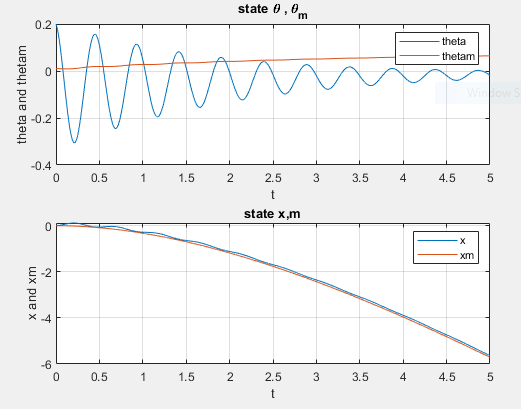 state θ , θm
0.2
0
-0.2
-0.4
theta and thetam
theta
thetam
Window S
0 0.5 1 1.5 2 2.5 3 3.5 4 4.5 5
t
state x,m
0
-2
-4
-6
x and xm
x
xm
0 0.5 1 1.5 2 2.5 3 3.5 4 4.5 5
t